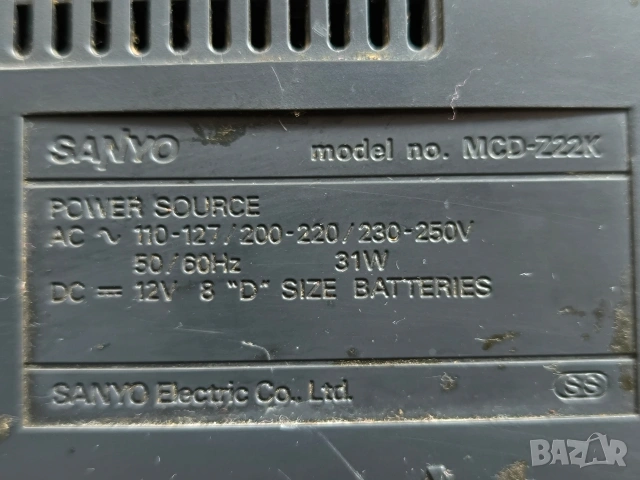 SANYO model no. MCD-Z22K
POWER SOURCE
AC ∿ 110-127/200-220/230-250V
50/60Hz 31W
DC ⎓ 12V 8 "D" SIZE BATTERIES
SANYO Electric Co., Ltd. SS
BAZAR